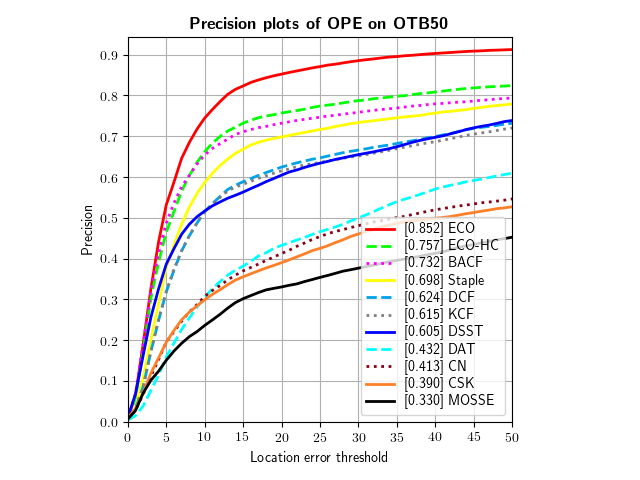 Precision plots of OPE on OTB50
Precision
0.9
0.8
0.7
0.6
0.5
0.4
0.3
0.2
0.1
0.0
0 5 10 15 20 25 30 35 40 45 50
Location error threshold
[0.852] ECO
[0.757] ECO-HC
[0.732] BACF
[0.698] Staple
[0.624] DCF
[0.615] KCF
[0.605] DSST
[0.432] DAT
[0.413] CN
[0.390] CSK
[0.330] MOSSE